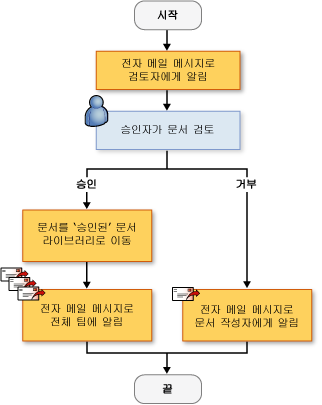 시작
전자 메일 메시지로
검토자에게 알림
승인자가 문서 검토
승인
거부
문서를 '승인된' 문서
라이브러리로 이동
전자 메일 메시지로
전체 팀에 알림
전자 메일 메시지로
문서 작성자에게 알림
끝